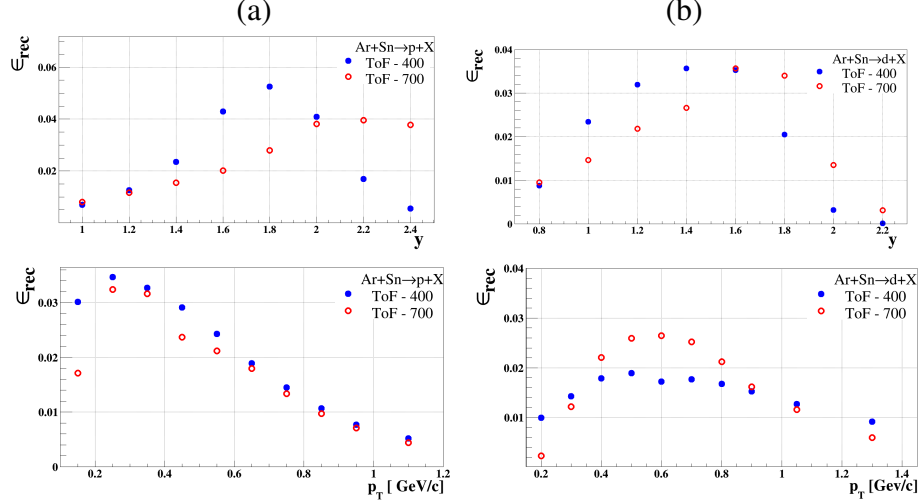 (a)
(b)
∈rec
Ar+Sn→p+X
ToF - 400
ToF - 700
0.06
0.04
0.02
1 1.2 1.4 1.6 1.8 2 2.2 2.4
y
∈rec
Ar+Sn→d+X
ToF - 400
ToF - 700
0.04
0.03
0.02
0.01
0
0.8 1 1.2 1.4 1.6 1.8 2 2.2
y
∈rec
Ar+Sn→p+X
ToF - 400
ToF - 700
0.03
0.02
0.01
0
0.2 0.4 0.6 0.8 1 1.2
pT [ GeV/c]
∈rec
Ar+Sn→d+X
ToF - 400
ToF - 700
0.04
0.03
0.02
0.01
0
0.2 0.4 0.6 0.8 1 1.2 1.4
pT [Gev/c]